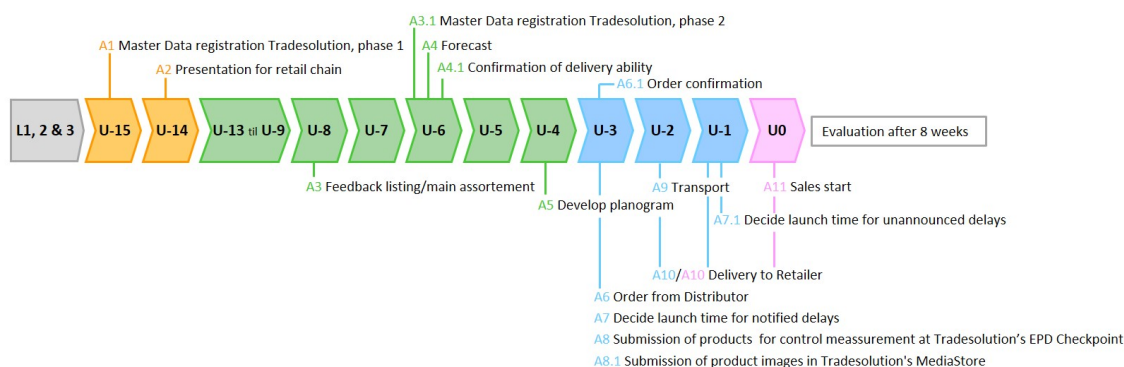 A3.1 Master Data registration Tradesolution, phase 2
A1 Master Data registration Tradesolution, phase 1
A4 Forecast
A2 Presentation for retail chain
A4.1 Confirmation of delivery ability
A6.1 Order confirmation
L1, 2 & 3
U-15
U-14
U-13 til U-9
U-8
U-7
U-6
U-5
U-4
U-3
U-2
U-1
U0
Evaluation after 8 weeks
A3 Feedback listing/main assortement
A9 Transport
A11 Sales start
A5 Develop planogram
A7.1 Decide launch time for unannounced delays
A10/A10 Delivery to Retailer
A6 Order from Distributor
A7 Decide launch time for notified delays
A8 Submission of products for control meassurement at Tradesolution's EPD Checkpoint
A8.1 Submission of product images in Tradesolution's MediaStore